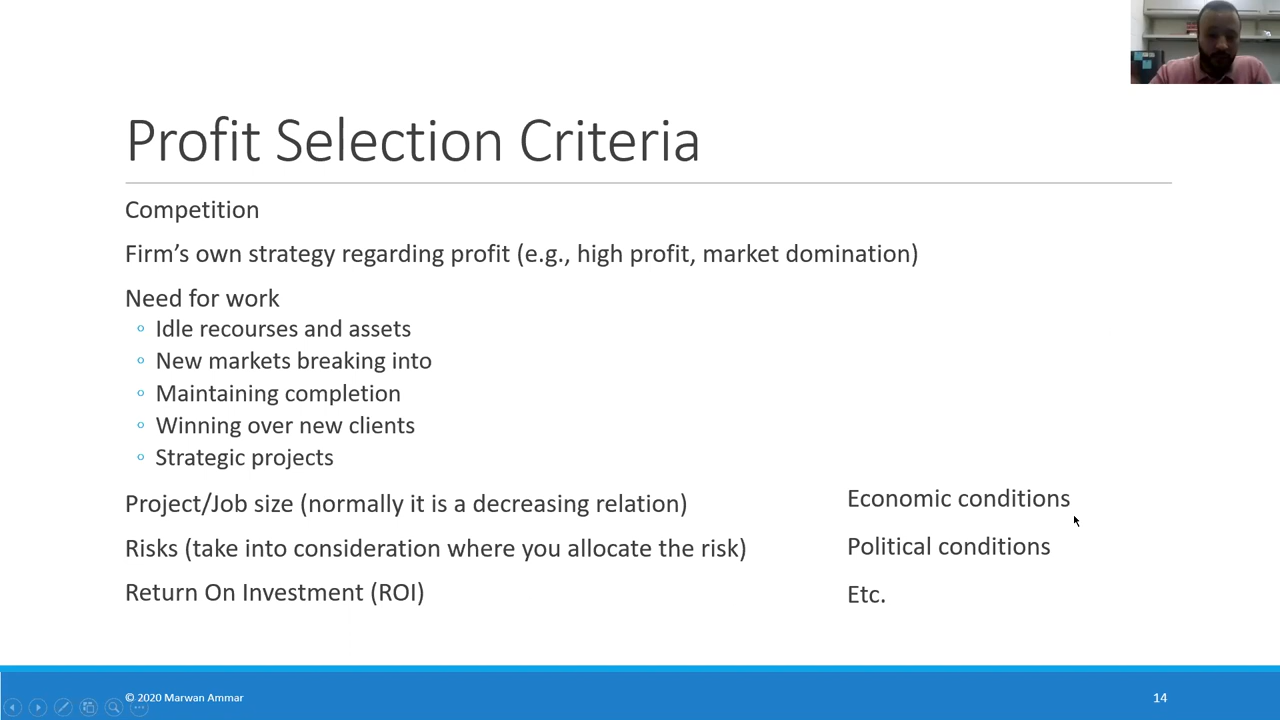 Profit Selection Criteria
Competition
Firm's own strategy regarding profit (e.g., high profit, market domination)
Need for work
Idle recourses and assets
New markets breaking into
Maintaining completion
Winning over new clients
Strategic projects
Project/Job size (normally it is a decreasing relation)
Risks (take into consideration where you allocate the risk)
Return On Investment (ROI)
Economic conditions
Political conditions
Etc.
© 2020 Marwan Ammar
14